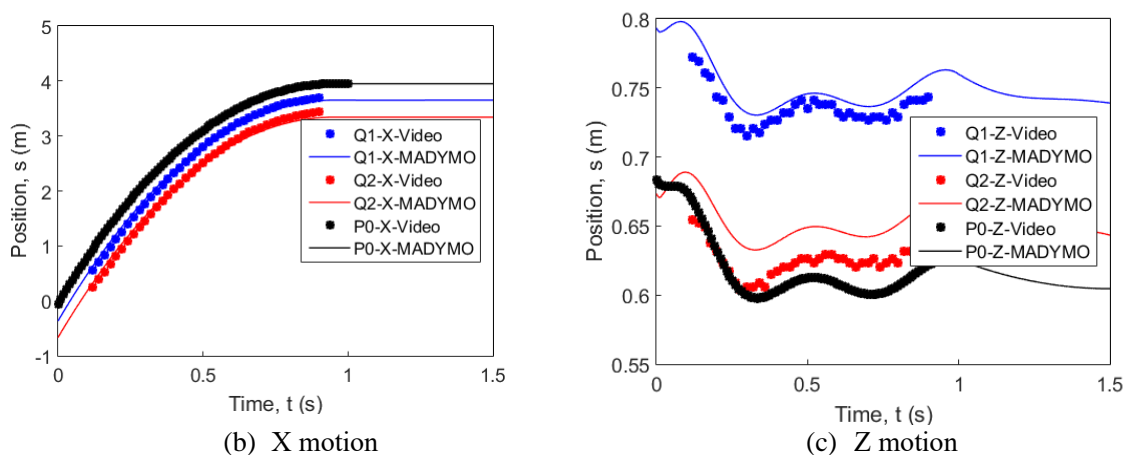 5
4
3
2
1
0
-1
Position, s (m)
0
0.5
1
1.5
Time, t (s)
Q1-X-Video
Q1-X-MADYMO
Q2-X-Video
Q2-X-MADYMO
P0-X-Video
P0-X-MADYMO
(b) X motion
0.8
0.75
0.7
0.65
0.6
0.55
Position, s (m)
0
0.5
1
1.5
Time, t (s)
Q1-Z-Video
Q1-Z-MADYMO
Q2-Z-Video
Q2-Z-MADYMO
P0-Z-Video
P0-Z-MADYMO
(c) Z motion